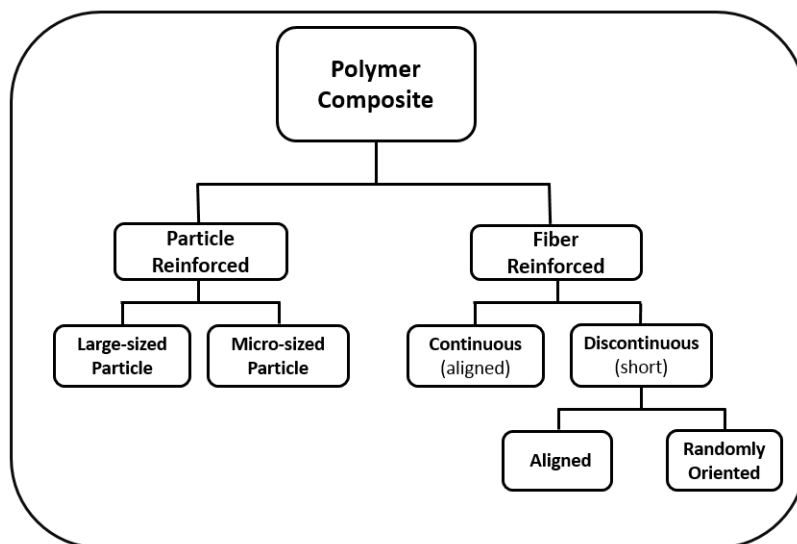 Polymer
Composite
Particle
Reinforced
Fiber
Reinforced
Large-sized
Particle
Micro-sized
Particle
Continuous
(aligned)
Discontinuous
(short)
Aligned
Randomly
Oriented